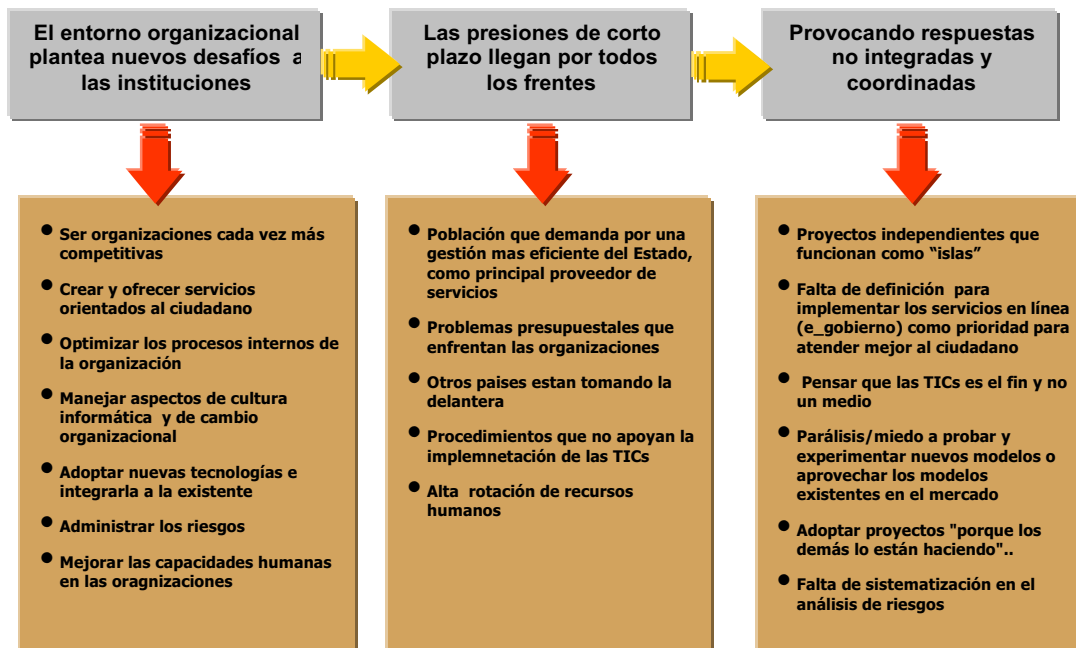 El entorno organizacional
plantea nuevos desafíos a
las instituciones
Las presiones de corto
plazo llegan por todos
los frentes
Provocando respuestas
no integradas y
coordinadas
• Ser organizaciones cada vez más
competitivas
• Crear y ofrecer servicios
orientados al ciudadano
• Optimizar los procesos internos de
la organización
• Manejar aspectos de cultura
informática y de cambio
organizacional
• Adoptar nuevas tecnologías e
integrarla a la existente
• Administrar los riesgos
• Mejorar las capacidades humanas
en las oragnizaciones
• Población que demanda por una
gestión mas eficiente del Estado,
como principal proveedor de
servicios
• Problemas presupuestales que
enfrentan las organizaciones
• Otros paises estan tomando la
delantera
• Procedimientos que no apoyan la
implemnetación de las TICs
• Alta rotación de recursos
humanos
• Proyectos independientes que
funcionan como “islas”
• Falta de definición para
implementar los servicios en línea
(e_gobierno) como prioridad para
atender mejor al ciudadano
• Pensar que las TICs es el fin y no
un medio
• Parálisis/miedo a probar y
experimentar nuevos modelos o
aprovechar los modelos
existentes en el mercado
• Adoptar proyectos "porque los
demás lo están haciendo"..
• Falta de sistematización en el
análisis de riesgos